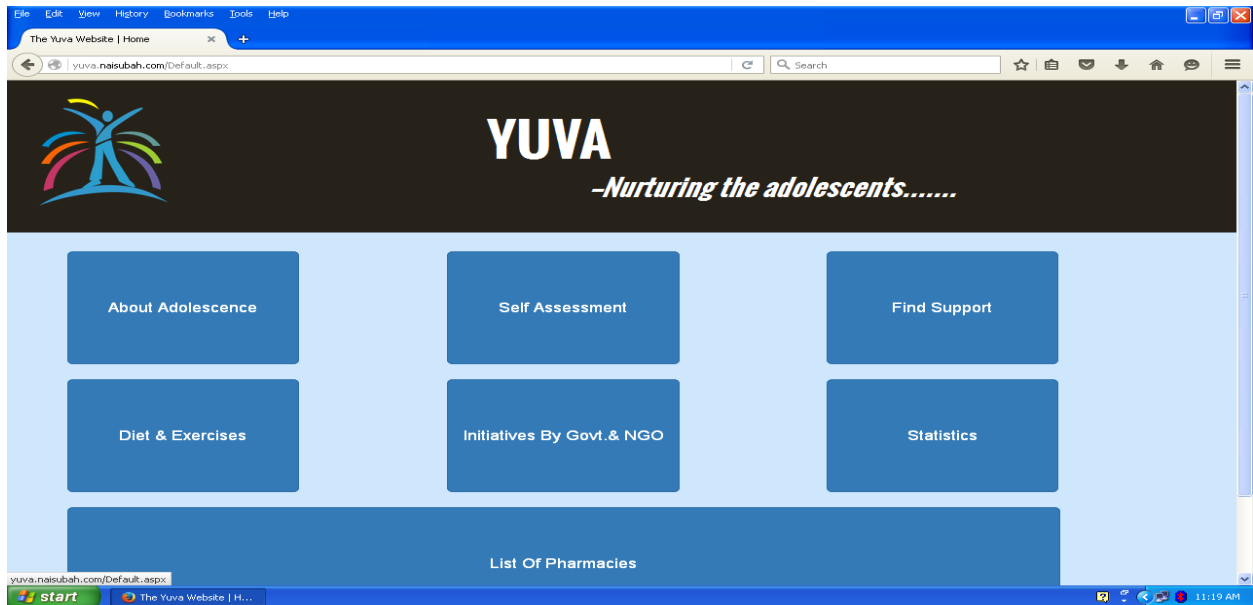 File Edit View History Bookmarks Tools Help
The Yuva Website | Home
yuva.naisubah.com/Default.aspx
Search
YUVA
–Nurturing the adolescents.......
About Adolescence
Self Assessment
Find Support
Diet & Exercises
Initiatives By Govt.& NGO
Statistics
List Of Pharmacies
yuva.naisubah.com/Default.aspx
start
The Yuva Website | H...
11:19 AM